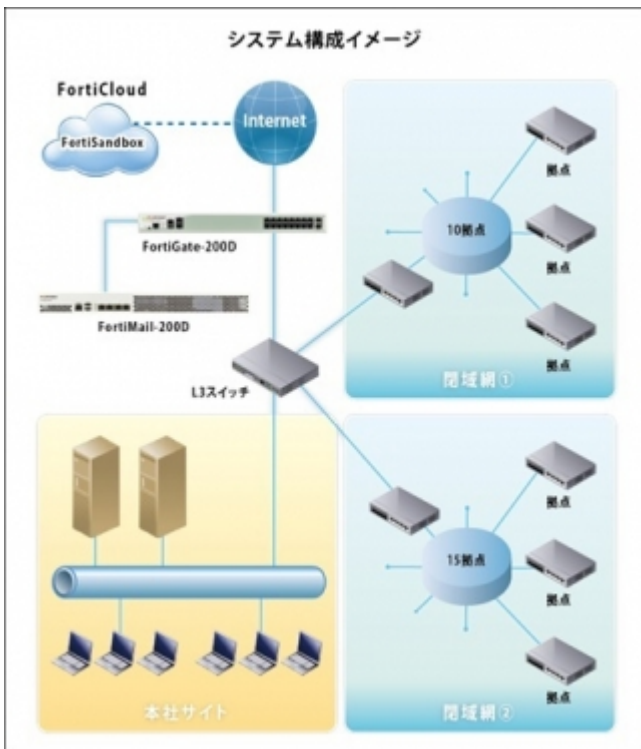 システム構成イメージ
FortiCloud
FortiSandbox
Internet
FortiGate-200D
FortiMail-200D
L3スイッチ
10拠点
拠点
拠点
拠点
閉域網①
15拠点
拠点
拠点
拠点
閉域網②
本社サイト